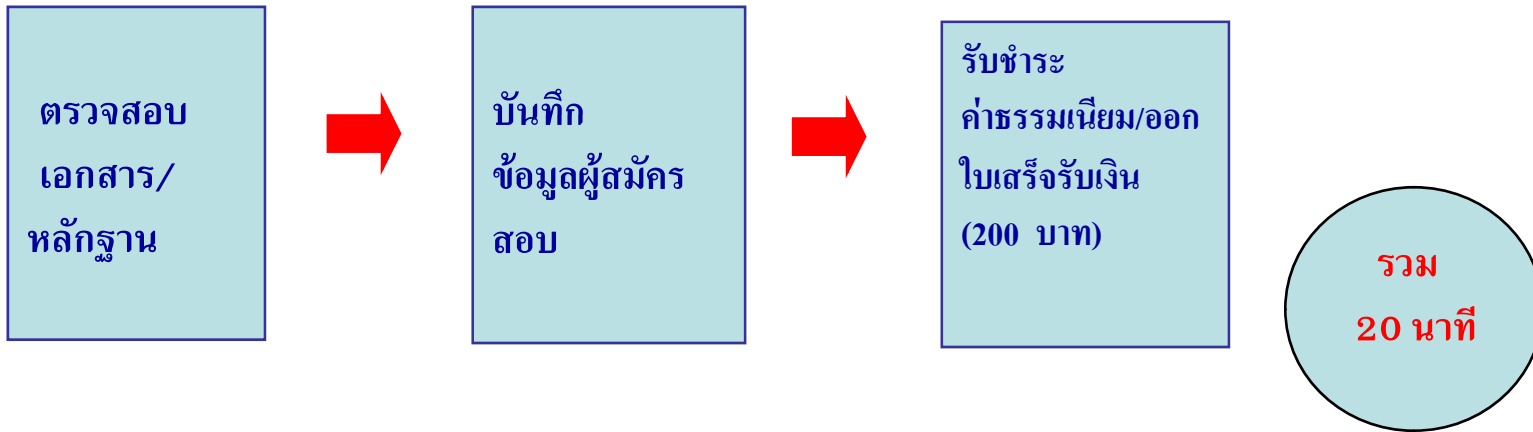 ตรวจสอบ
เอกสาร/
หลักฐาน
บันทึก
ข้อมูลผู้สมัคร
สอบ
รับชำระ
ค่าธรรมเนียม/ออก
ใบเสร็จรับเงิน
(200 บาท)
รวม
20 นาที